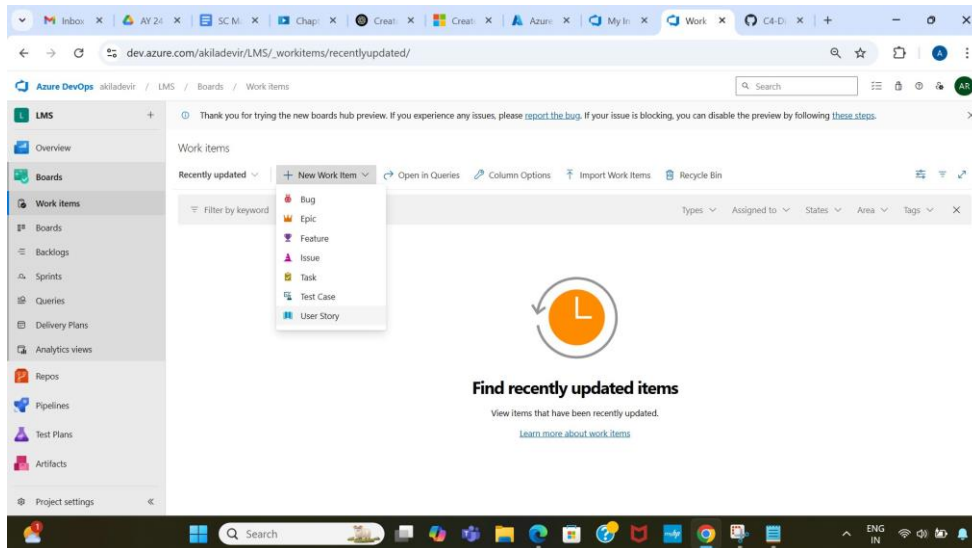 Inbox
AY 24
SC M
Chap
Creat
Creat
Azure
My In
Work
C4-Di
dev.azure.com/akiladevir/LMS/_workitems/recentlyupdated/
A
Azure DevOps akiladevir / LMS / Boards / Work items
Search
AR
L LMS +
Thank you for trying the new boards hub preview. If you experience any issues, please report the bug. If your issue is blocking, you can disable the preview by following these steps.
Overview
Boards
Work items
Boards
Backlogs
Sprints
Queries
Delivery Plans
Analytics views
Repos
Pipelines
Test Plans
Artifacts
Project settings
Work items
Recently updated
+ New Work Item
Open in Queries
Column Options
Import Work Items
Recycle Bin
Filter by keyword
Types
Assigned to
States
Area
Tags
Bug
Epic
Feature
Issue
Task
Test Case
User Story
Find recently updated items
View items that have been recently updated.
Learn more about work items
Search
ENG
IN